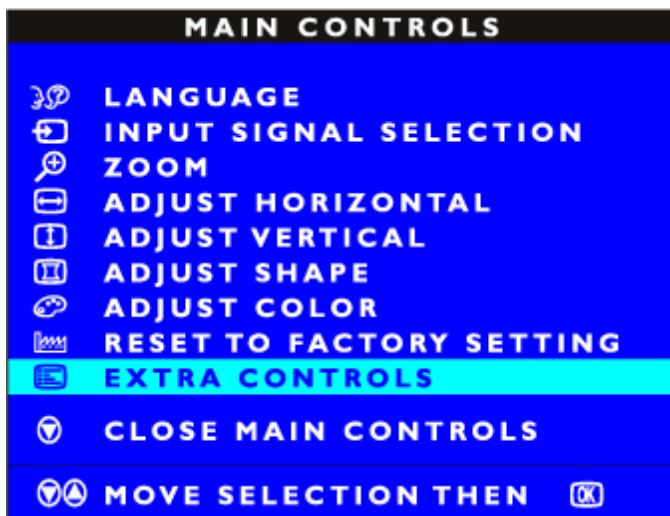 MAIN CONTROLS
LANGUAGE
INPUT SIGNAL SELECTION
ZOOM
ADJUST HORIZONTAL
ADJUST VERTICAL
ADJUST SHAPE
ADJUST COLOR
RESET TO FACTORY SETTING
EXTRA CONTROLS
CLOSE MAIN CONTROLS
MOVE SELECTION THEN OK